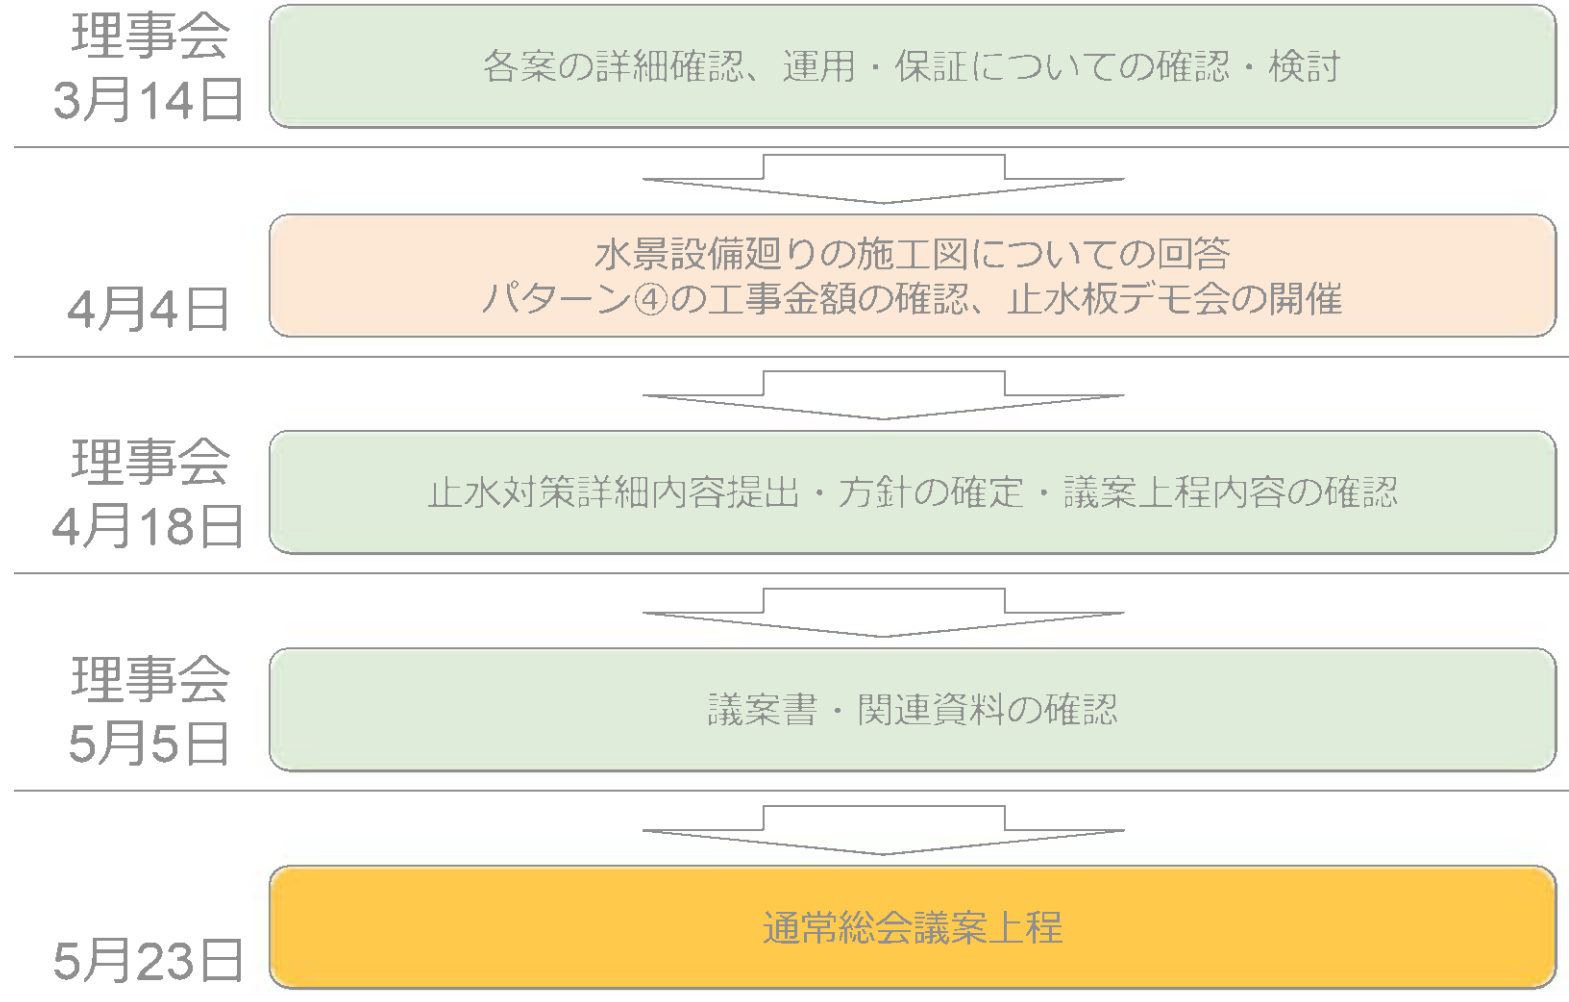 理事会
3月14日
各案の詳細確認、運用・保証についての確認・検討
4月4日
水景設備廻りの施工図についての回答
パターン④の工事金額の確認、止水板デモ会の開催
理事会
4月18日
止水対策詳細内容提出・方針の確定・議案上程内容の確認
理事会
5月5日
議案書・関連資料の確認
5月23日
通常総会議案上程